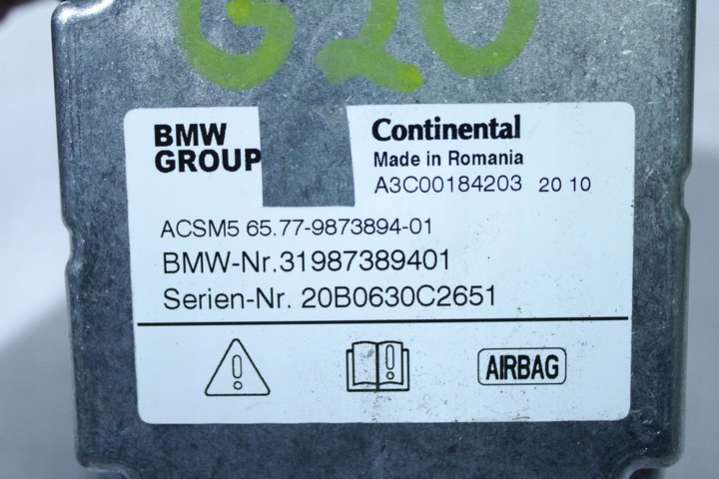 G20
BMW
GROUP
Continental
Made in Romania
A3C00184203 20 10
ACSM5 65.77-9873894-01
BMW-Nr.31987389401
Serien-Nr. 20B0630C2651
AIRBAG